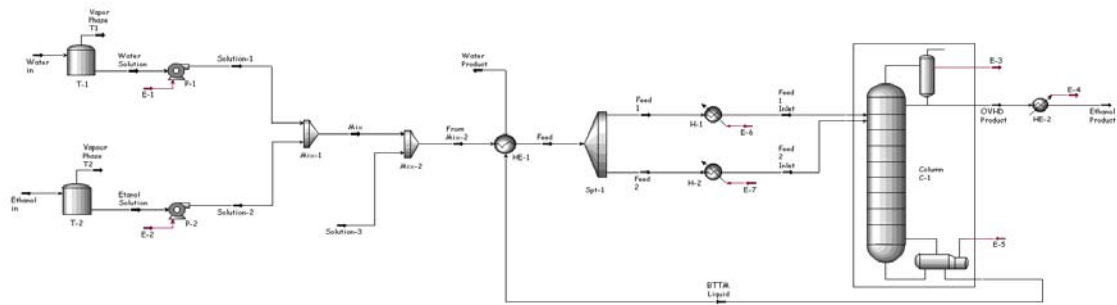 Vapor
Phase
T1
Water
in
T-1
Water
Solution
E-1
P-1
Solution-1
Vapour
Phase
T2
Ethanol
in
T-2
Etanol
Solution
E-2
P-2
Solution-2
Mix-1
Mix
Mix-2
Solution-3
From
Mix-2
Water
Product
HE-1
Feed
Spt-1
Feed
1
H-1
E-6
Feed
1
Inlet
Feed
2
H-2
E-7
Feed
2
Inlet
Column
C-1
E-3
OVHD
Product
HE-2
E-4
Ethanol
Product
E-5
BTTM
Liquid